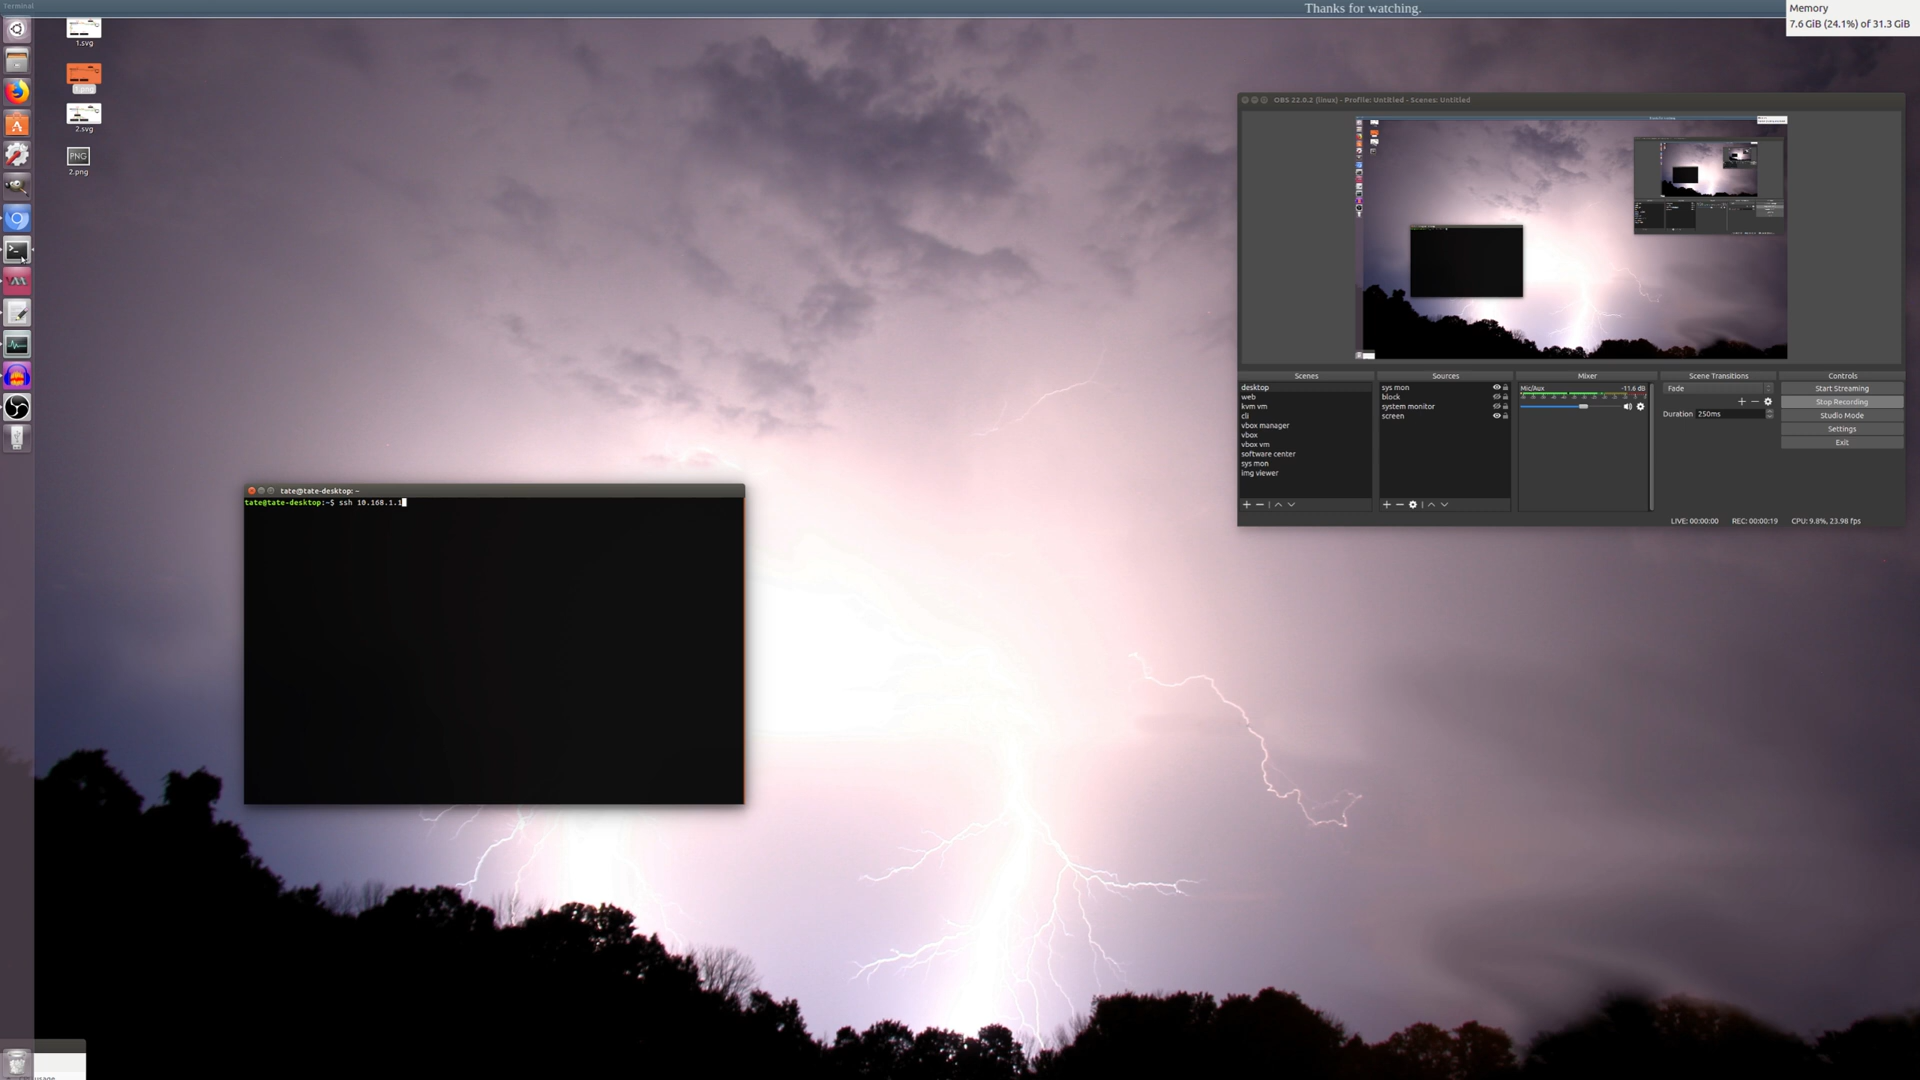 Terminal
Thanks for watching.
Memory
7.6 GiB (24.1%) of 31.3 GiB
1.svg
1.png
2.svg
PNG
2.png
OBS 22.0.2 (linux) - Profile: Untitled - Scenes: Untitled
Scenes
desktop
web
kvm vm
cli
vbox manager
vbox
vbox vm
software center
sys mon
img viewer
Sources
sys mon
block
system monitor
screen
Mixer
Mic/Aux
-11.6 dB
Scene Transitions
Fade
Duration 250ms
Controls
Start Streaming
Stop Recording
Studio Mode
Settings
Exit
LIVE: 00:00:00
REC: 00:00:19
CPU: 9.8%, 23.98 fps
tate@tate-desktop: ~
tate@tate-desktop:~$ ssh 10.168.1.1